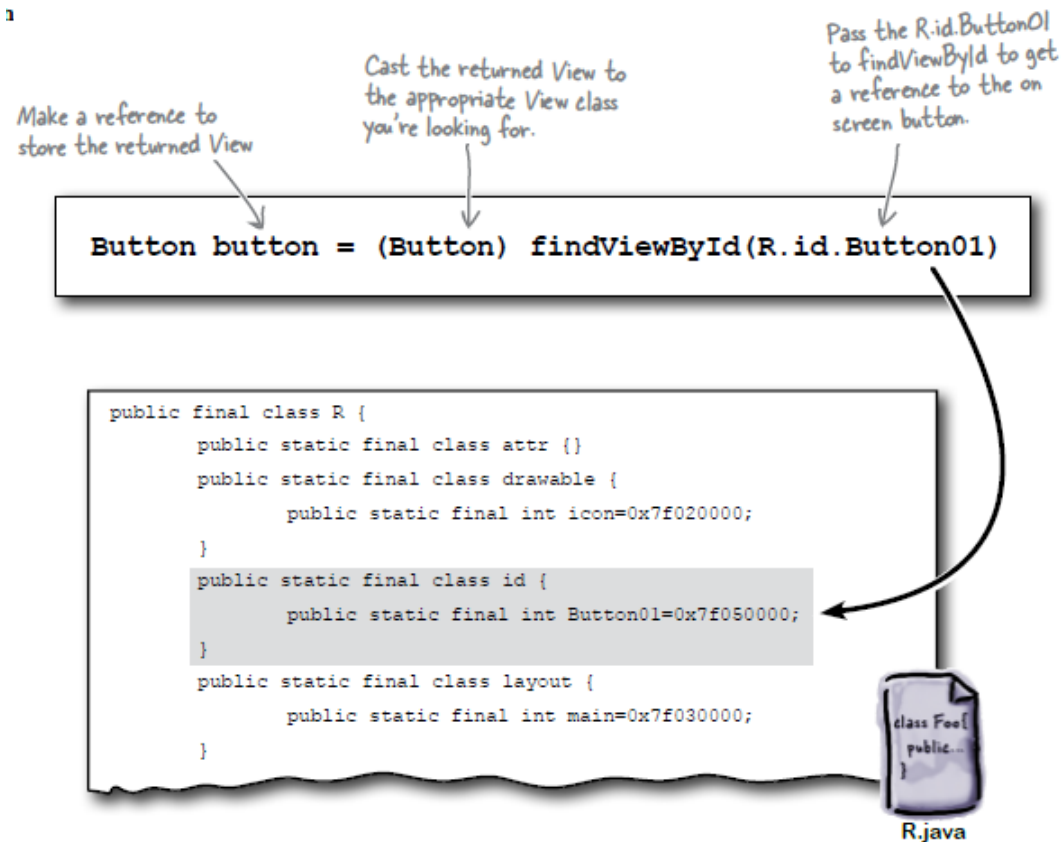 Make a reference to
store the returned View
Cast the returned View to
the appropriate View class
you're looking for.
Pass the R.id.Button01
to findViewById to get
a reference to the on
screen button.
Button button = (Button) findViewById(R.id.Button01)
public final class R {
public static final class attr {}
public static final class drawable {
public static final int icon=0x7f020000;
}
public static final class id {
public static final int Button01=0x7f050000;
}
public static final class layout {
public static final int main=0x7f030000;
}
class Foo{
public...
}
R.java